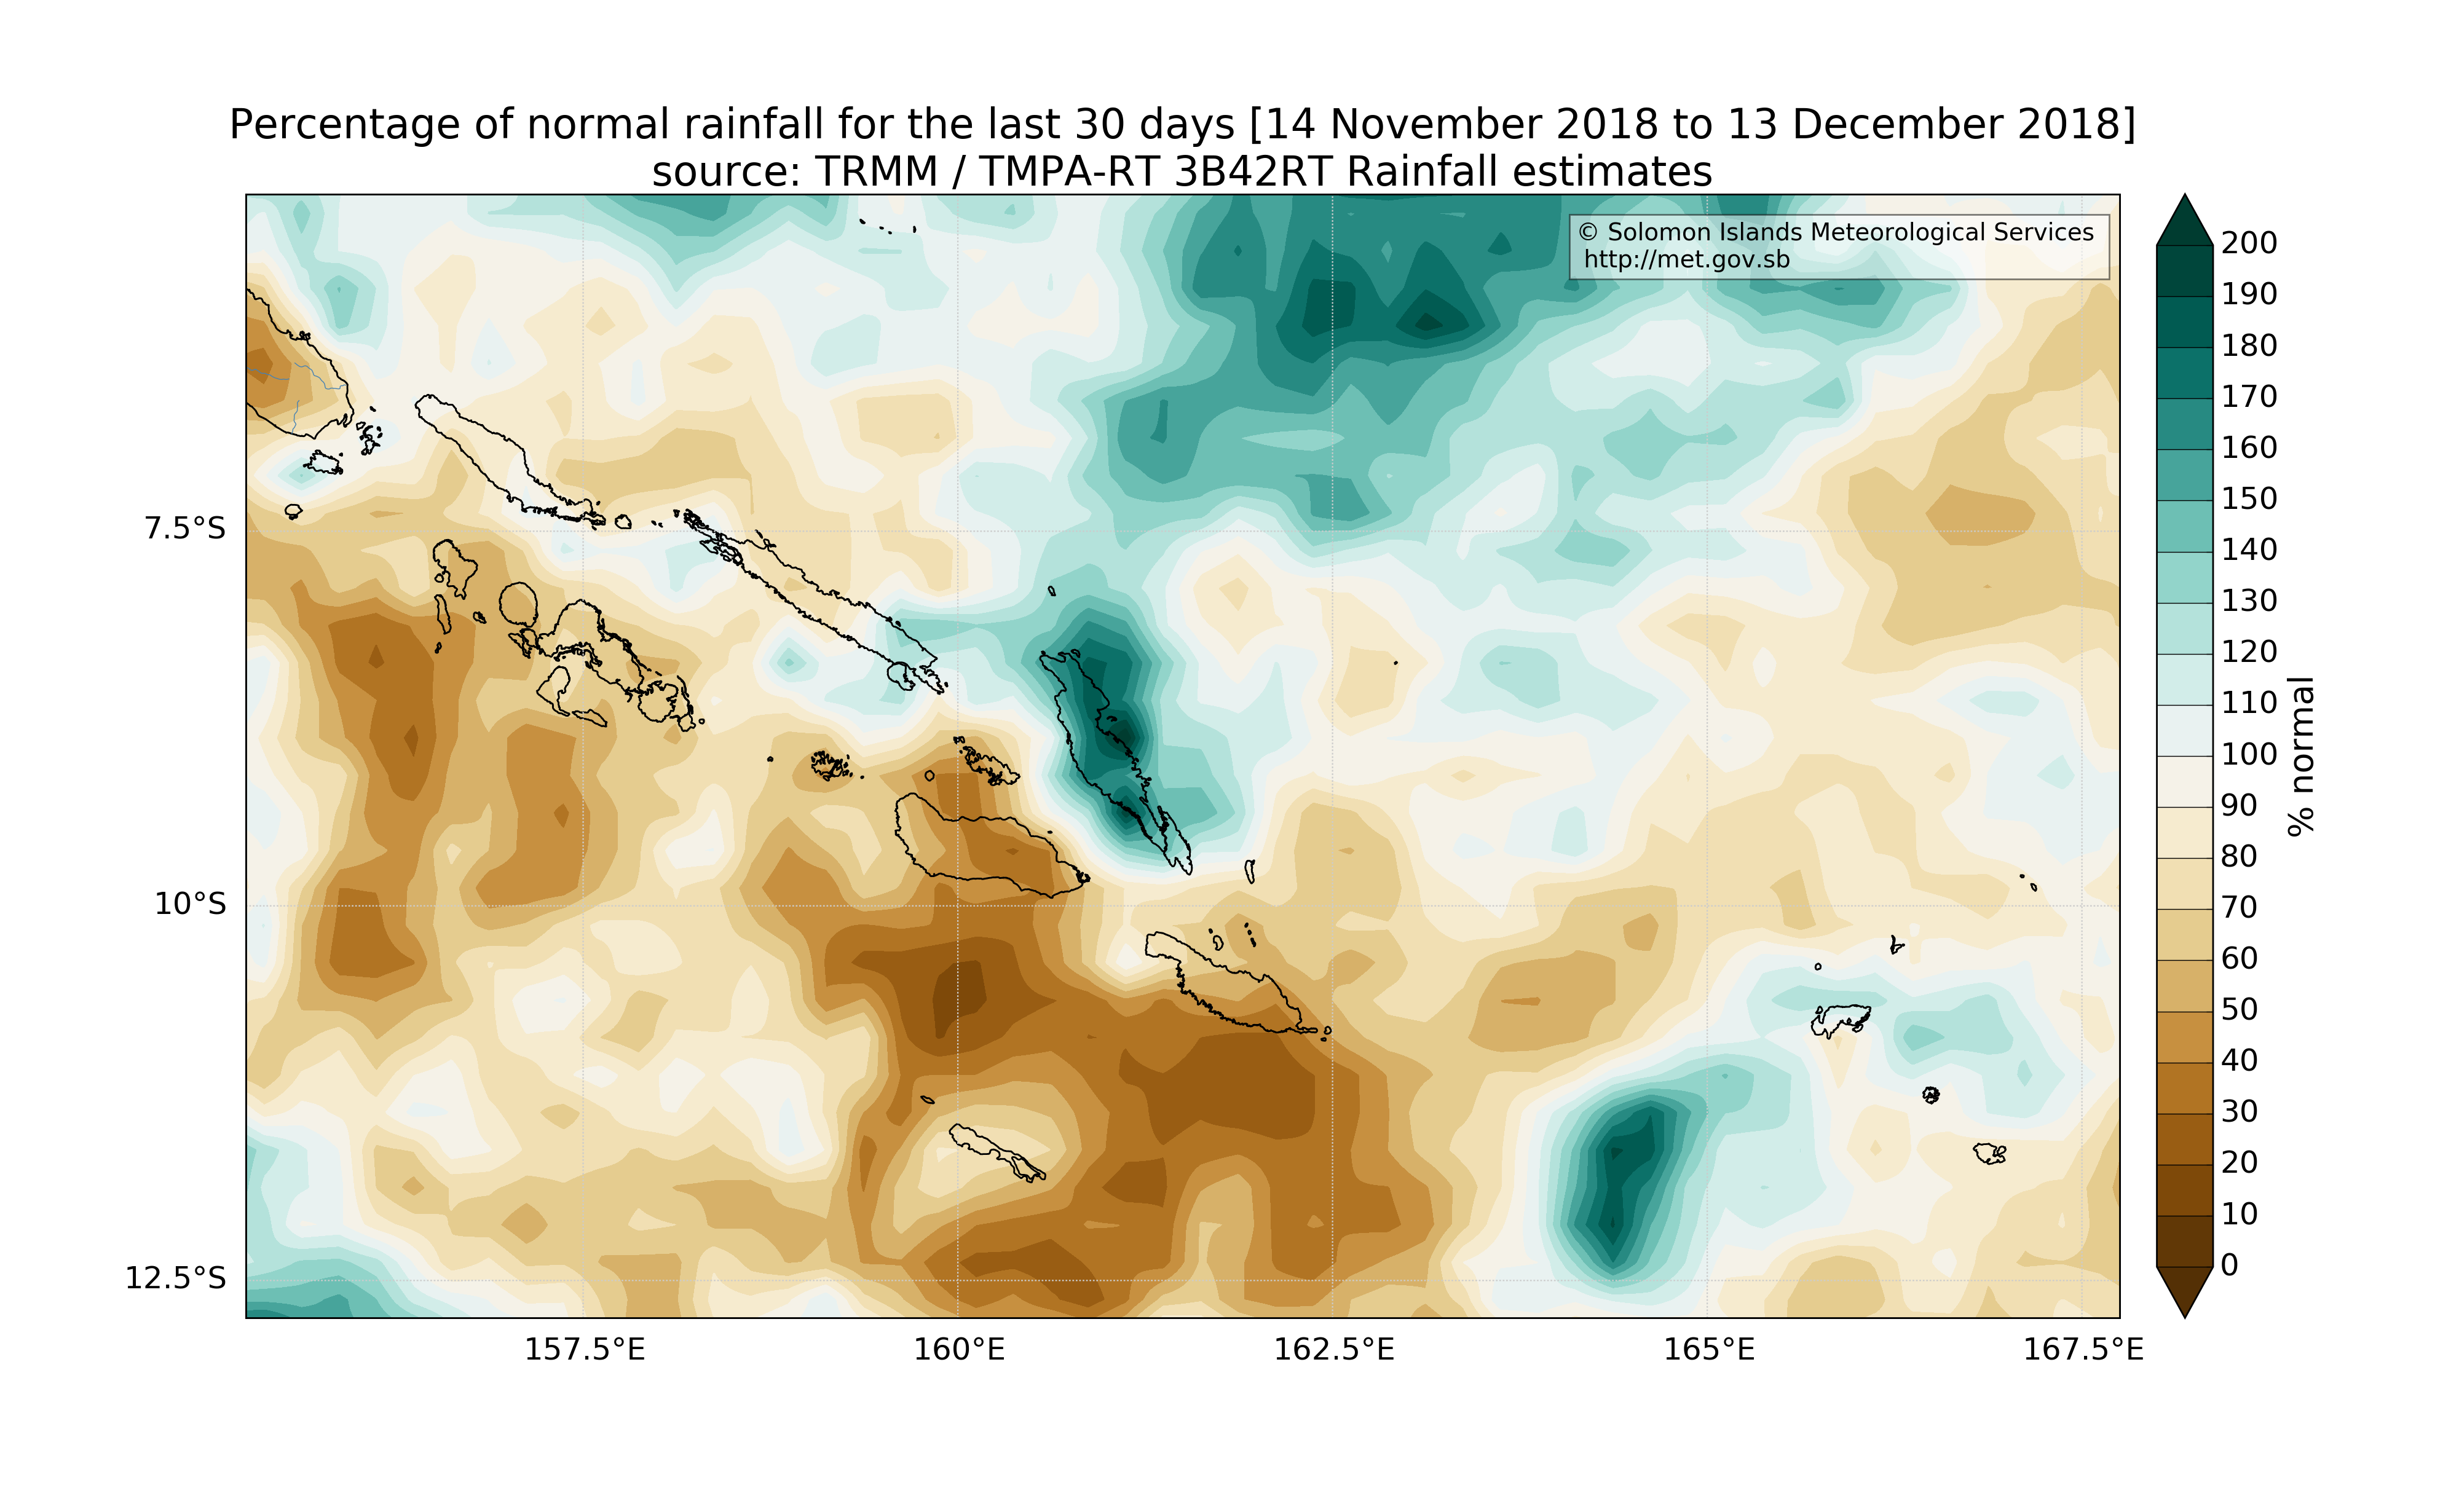 Percentage of normal rainfall for the last 30 days [14 November 2018 to 13 December 2018]
source: TRMM / TMPA-RT 3B42RT Rainfall estimates
© Solomon Islands Meteorological Services
http://met.gov.sb
7.5°S
10°S
12.5°S
157.5°E
160°E
162.5°E
165°E
167.5°E
200
190
180
170
160
150
140
130
120
110
100
90
80
70
60
50
40
30
20
10
0
% normal